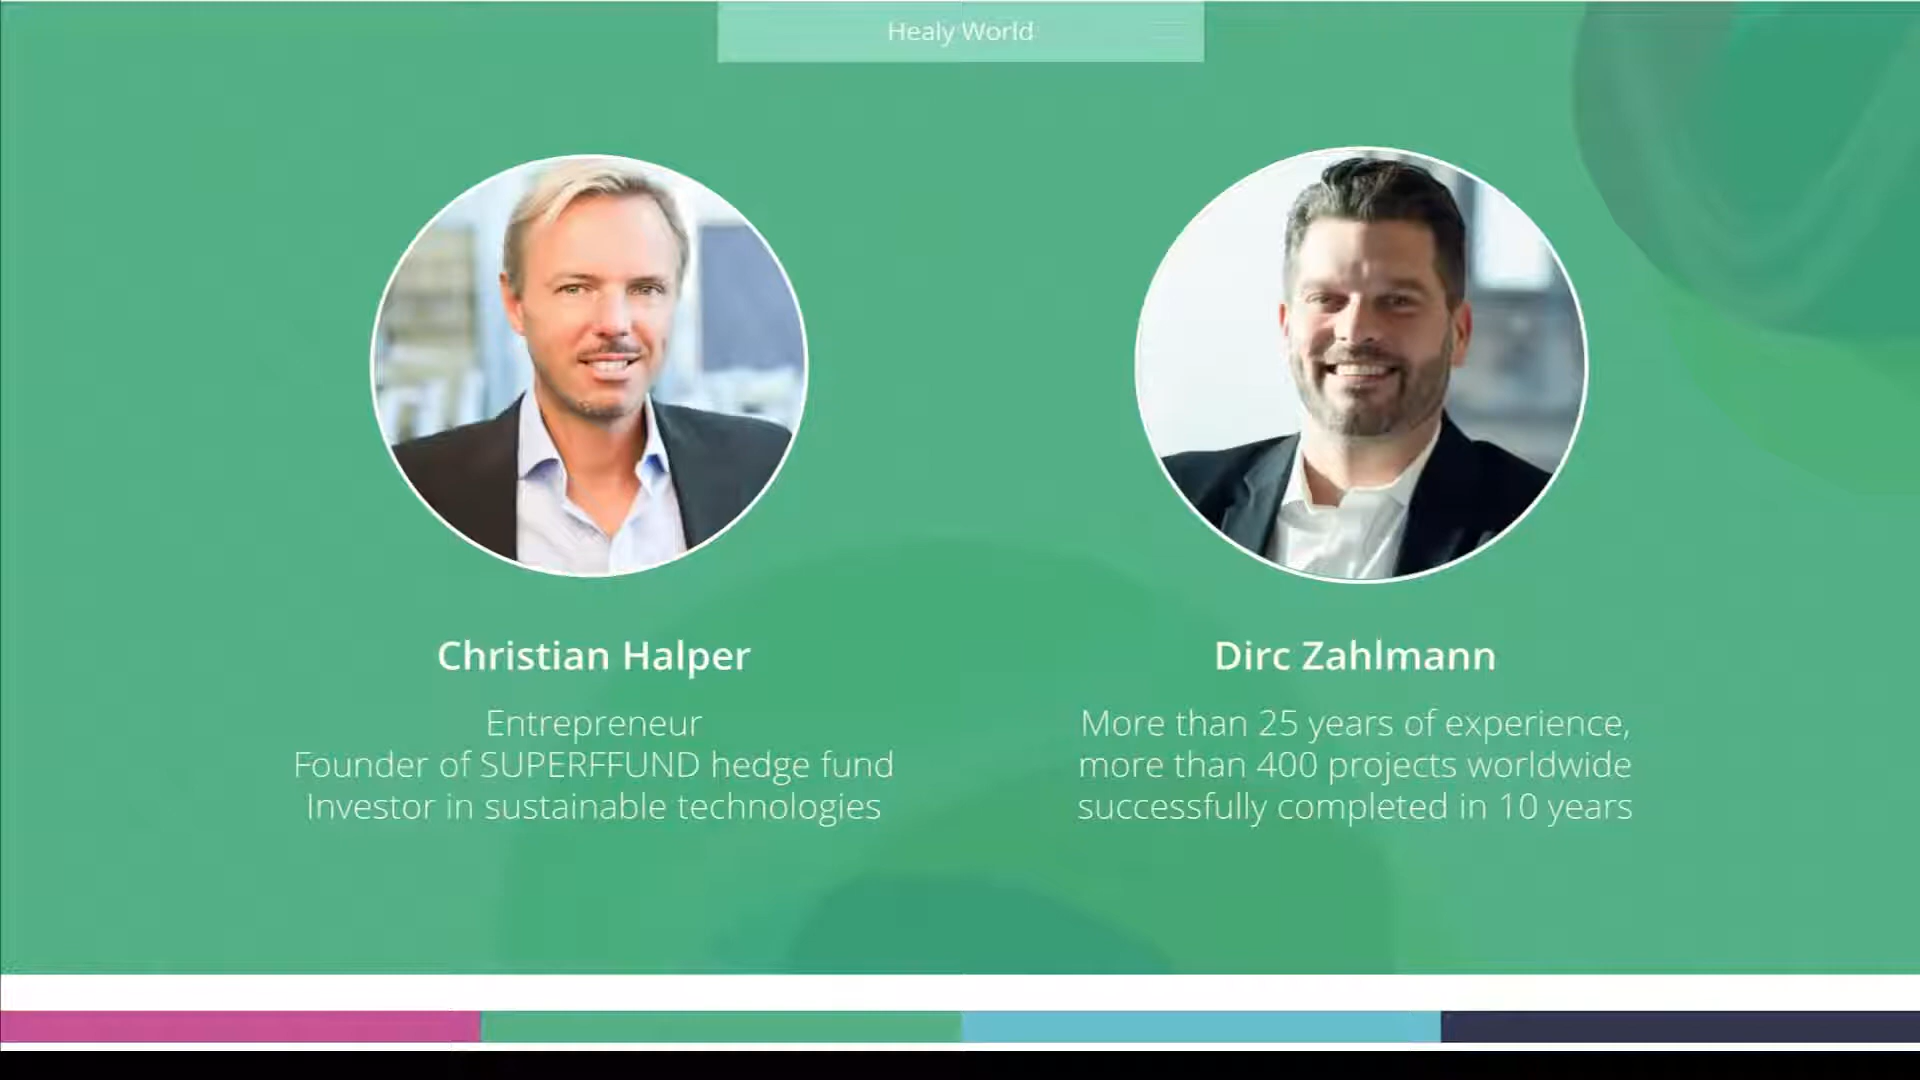 Healy World
Christian Halper
Entrepreneur
Founder of SUPERFFUND hedge fund
Investor in sustainable technologies
Dirc Zahlmann
More than 25 years of experience,
more than 400 projects worldwide
successfully completed in 10 years